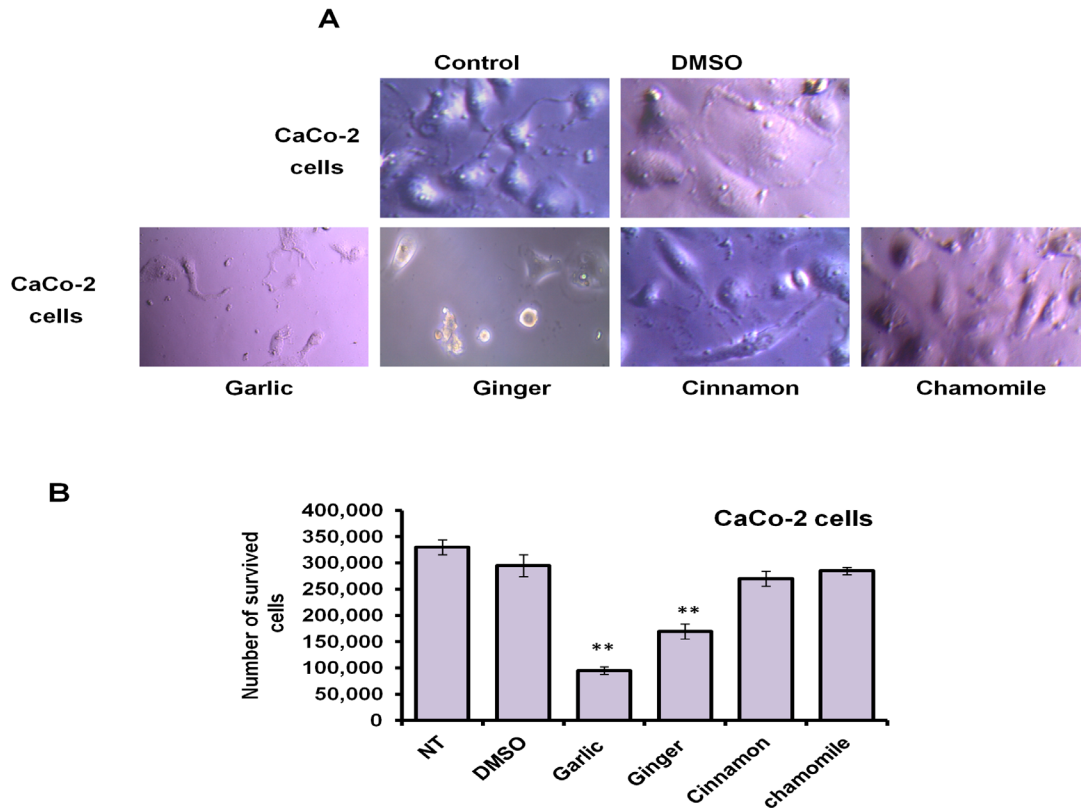 A
Control
DMSO
CaCo-2
cells
CaCo-2
cells
Garlic
Ginger
Cinnamon
Chamomile
B
CaCo-2 cells
Number of survived
cells
400,000
350,000
300,000
250,000
200,000
150,000
100,000
50,000
0
**
**
NT
DMSO
Garlic
Ginger
Cinnamon
chamomile